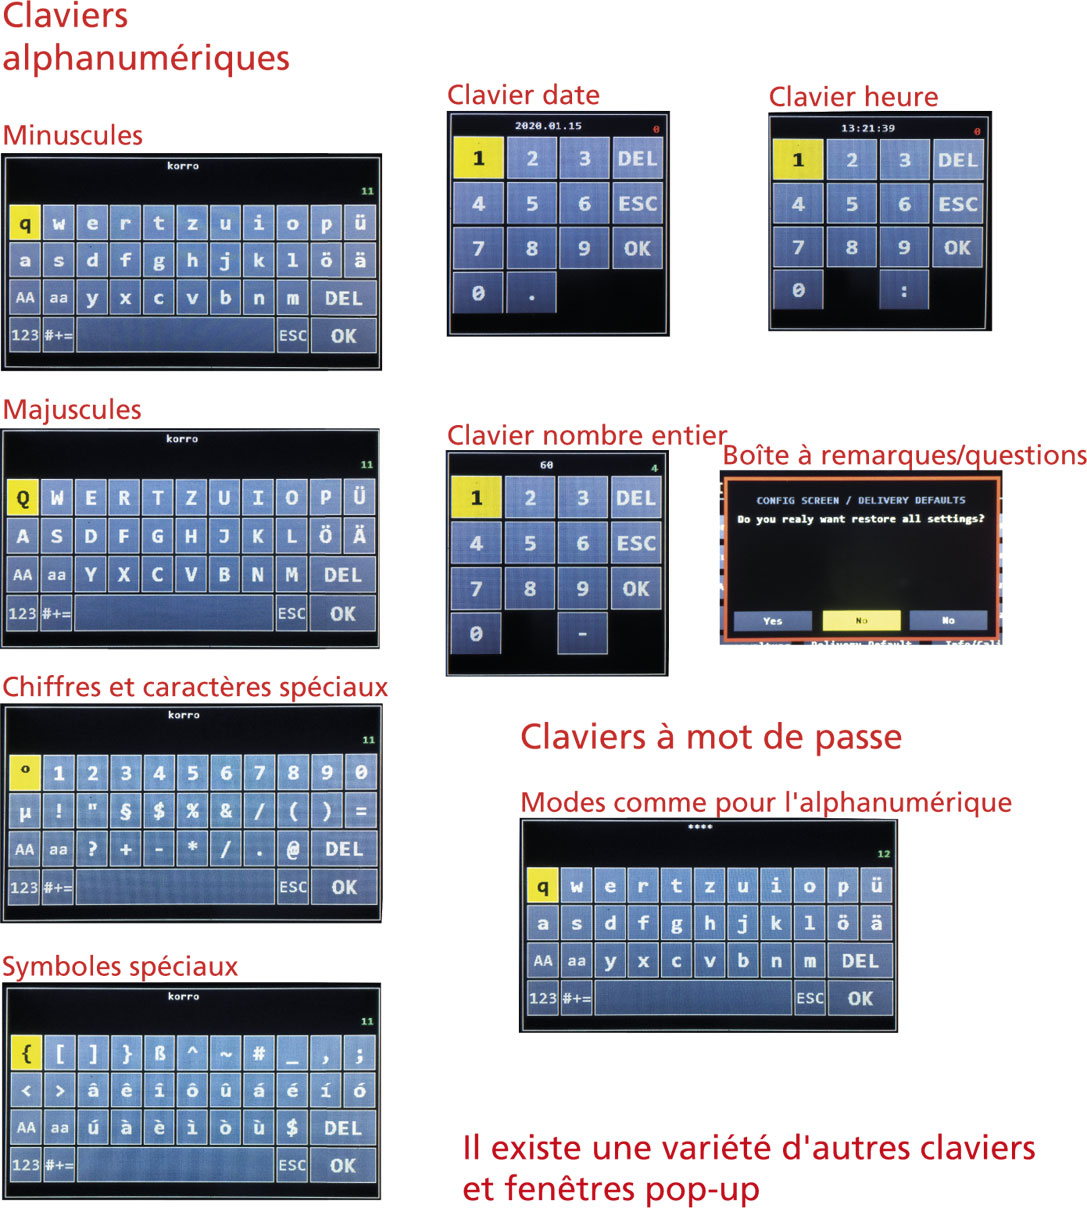 Claviers
alphanumériques
Minuscules
korro
11
q w e r t z u i o p ü
a s d f g h j k l ö ä
AA aa y x c v b n m DEL
123 #+= ESC OK
Majuscules
korro
11
Q W E R T Z U I O P Ü
A S D F G H J K L Ö Ä
AA aa Y X C V B N M DEL
123 #+= ESC OK
Chiffres et caractères spéciaux
korro
11
° 1 2 3 4 5 6 7 8 9 0
µ ! " § $ % & / ( ) =
AA aa ? + - * / . @ DEL
123 #+= ESC OK
Symboles spéciaux
korro
11
{ [ ] } ß ^ ~ # _ , ;
< > â ê î ô û á é í ó
AA aa ú à è ì ò ù $ DEL
123 #+= ESC OK
Clavier date
2020.01.15
0
1 2 3 DEL
4 5 6 ESC
7 8 9 OK
0 .
Clavier heure
13:21:39
0
1 2 3 DEL
4 5 6 ESC
7 8 9 OK
0 :
Clavier nombre entier
60
4
1 2 3 DEL
4 5 6 ESC
7 8 9 OK
0 -
Boîte à remarques/questions
CONFIG SCREEN / DELIVERY DEFAULTS
Do you realy want restore all settings?
Yes No No
Claviers à mot de passe
Modes comme pour l'alphanumérique
****
12
q w e r t z u i o p ü
a s d f g h j k l ö ä
AA aa y x c v b n m DEL
123 #+= ESC OK
Il existe une variété d'autres claviers
et fenêtres pop-up